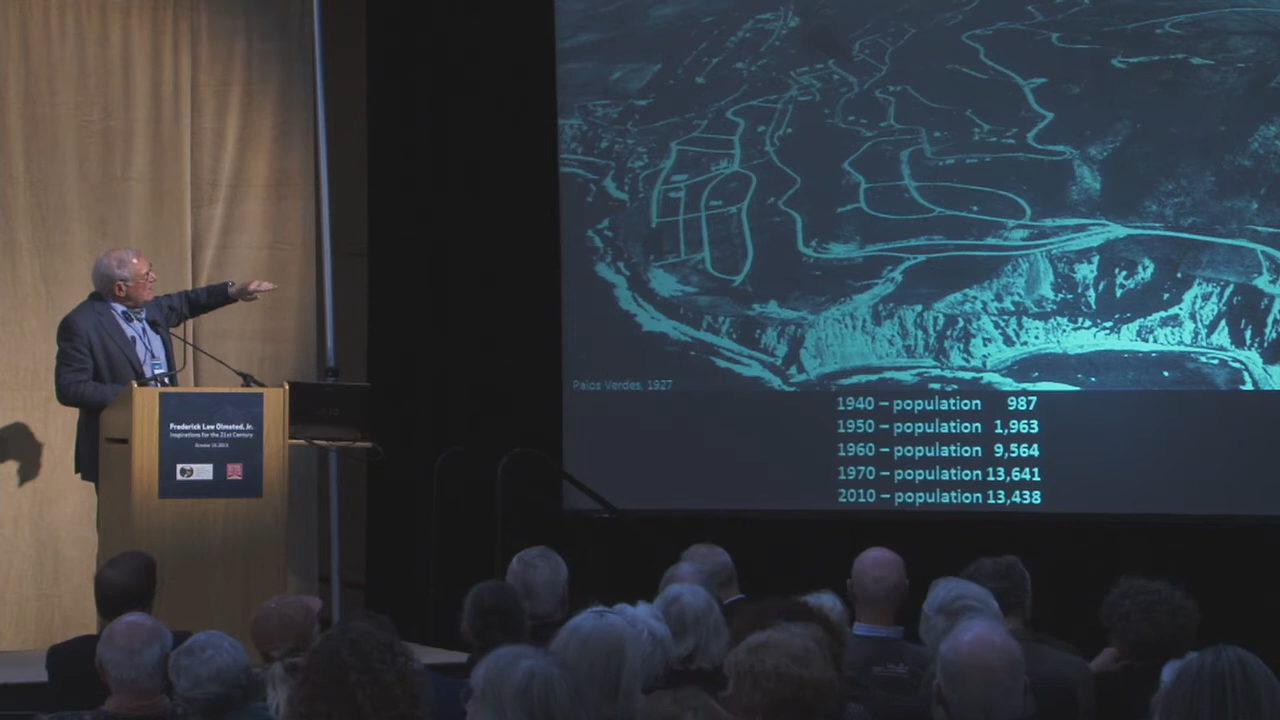 Palos Verdes, 1927
1940 – population 987
1950 – population 1,963
1960 – population 9,564
1970 – population 13,641
2010 – population 13,438
Frederick Law Olmsted, Jr.
Inspirations for the 21st Century